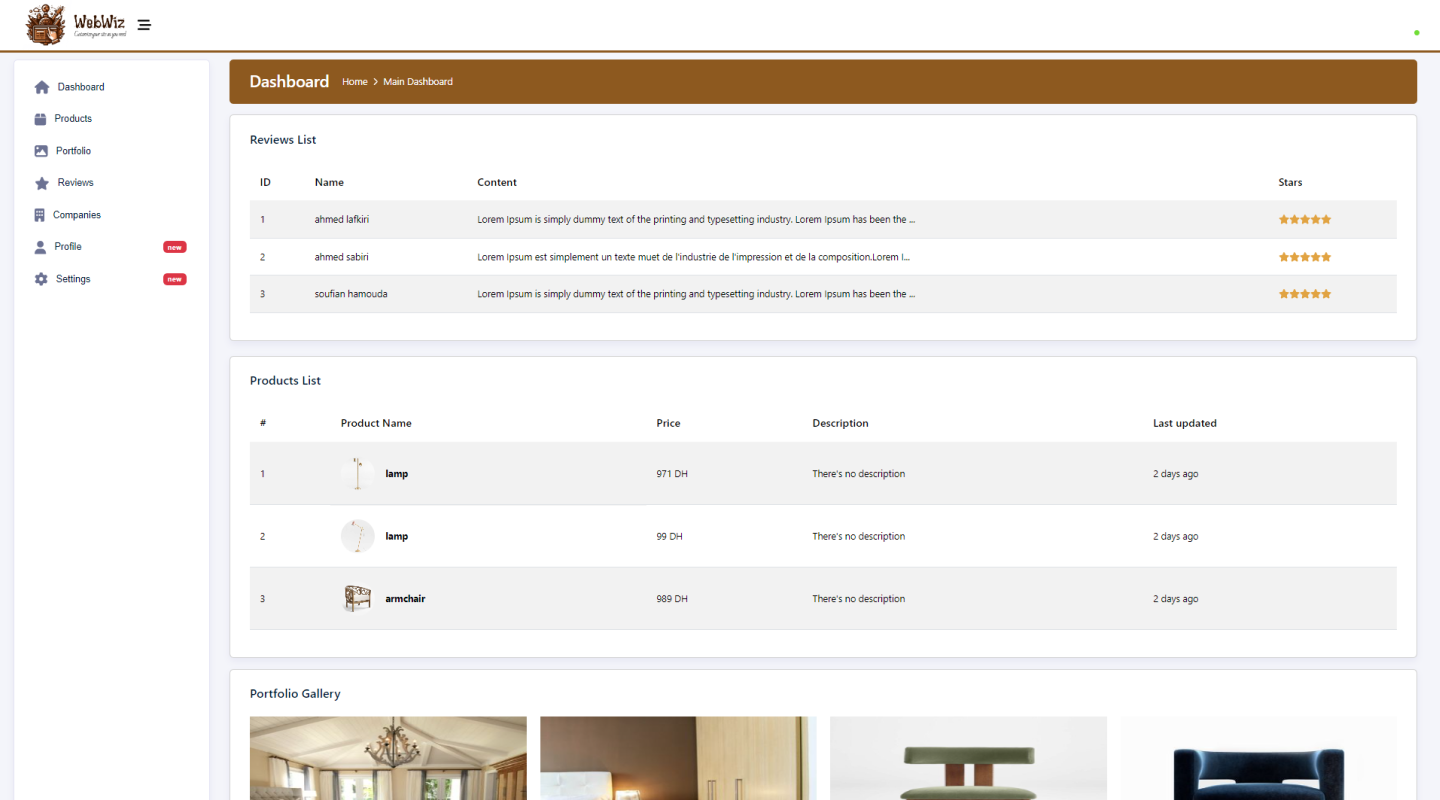 WebWiz
Customize your site as you need
Dashboard
Products
Portfolio
Reviews
Companies
Profile new
Settings new
Dashboard Home Main Dashboard
Reviews List
ID Name Content Stars
1 ahmed lafkiri Lorem Ipsum is simply dummy text of the printing and typesetting industry. Lorem Ipsum has been the ...
2 ahmed sabiri Lorem Ipsum est simplement un texte muet de l'industrie de l'impression et de la composition.Lorem I...
3 soufian hamouda Lorem Ipsum is simply dummy text of the printing and typesetting industry. Lorem Ipsum has been the ...
Products List
# Product Name Price Description Last updated
1 lamp 971 DH There's no description 2 days ago
2 lamp 99 DH There's no description 2 days ago
3 armchair 989 DH There's no description 2 days ago
Portfolio Gallery